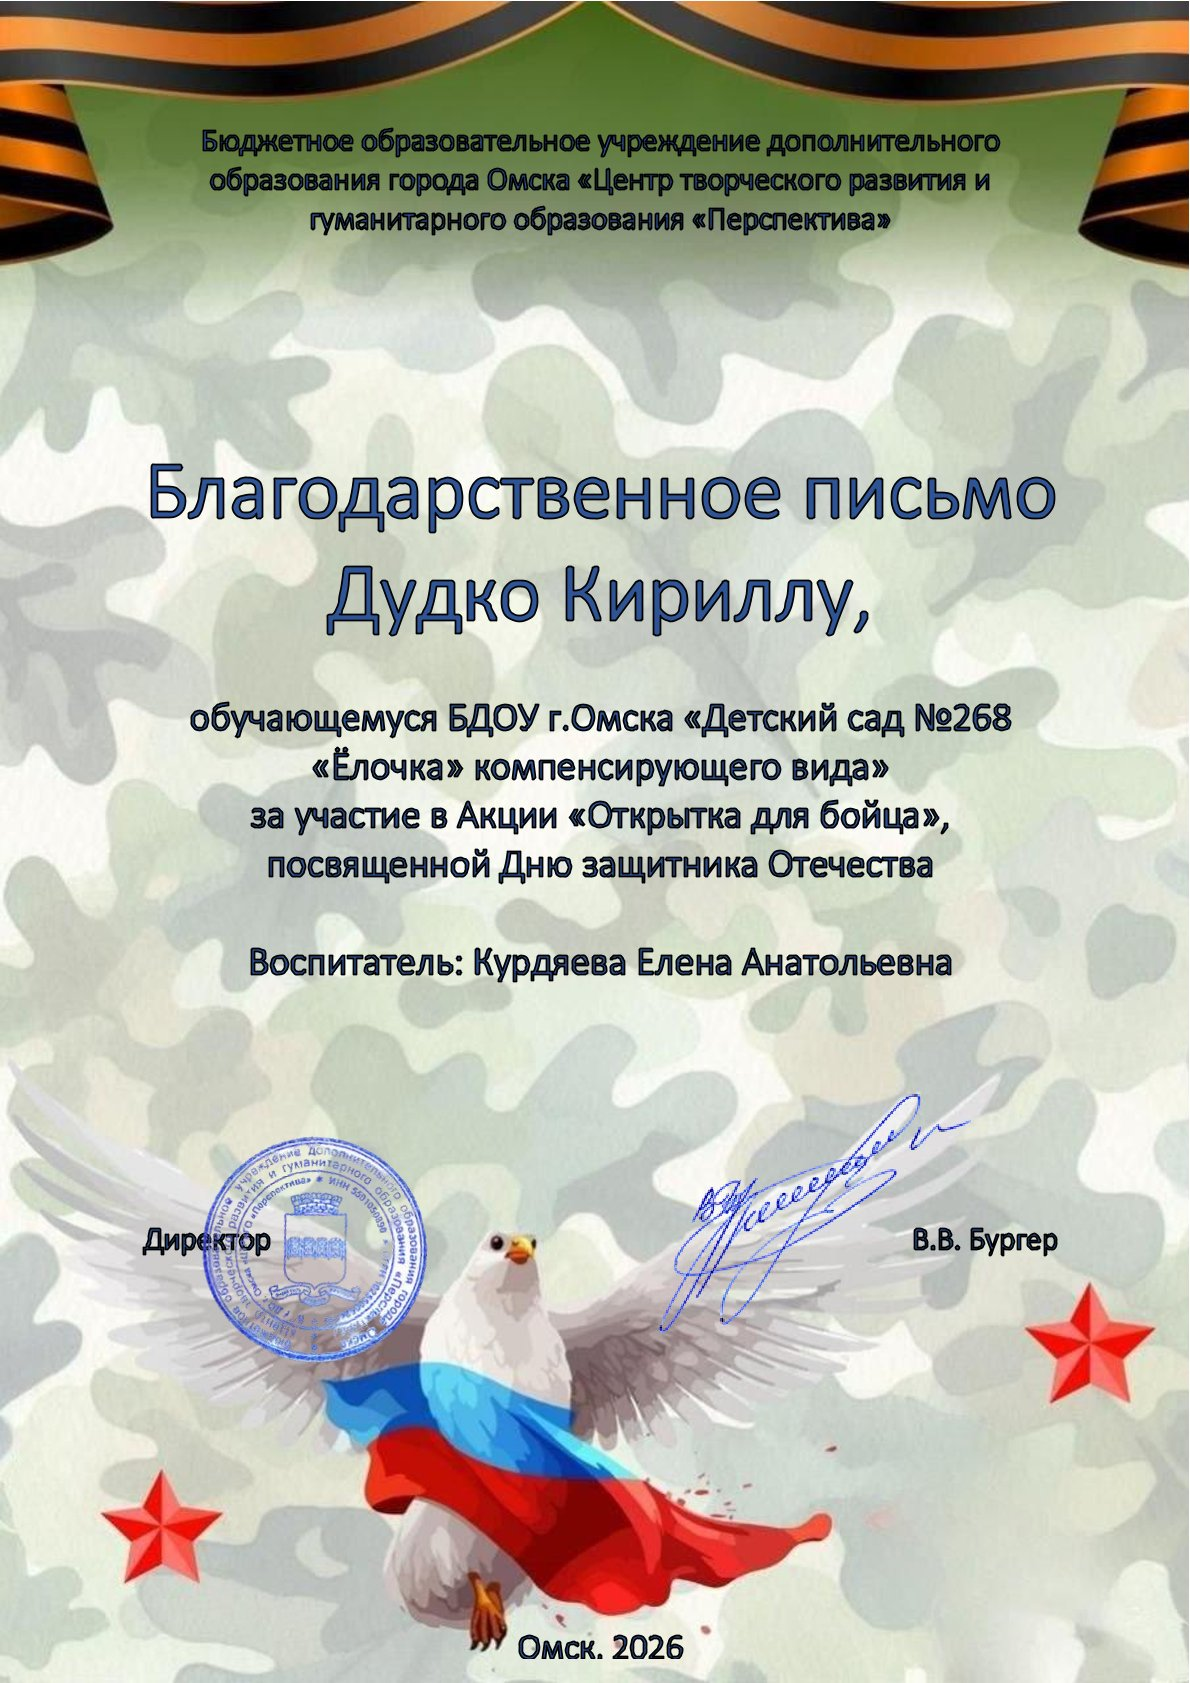 Бюджетное образовательное учреждение дополнительного
образования города Омска «Центр творческого развития и
гуманитарного образования «Перспектива»
Благодарственное письмо
Дудко Кириллу,
обучающемуся БДОУ г.Омска «Детский сад №268
«Ёлочка» компенсирующего вида»
за участие в Акции «Открытка для бойца»,
посвященной Дню защитника Отечества
Воспитатель: Курдяева Елена Анатольевна
Директор
В.В. Бургер
Омск. 2026